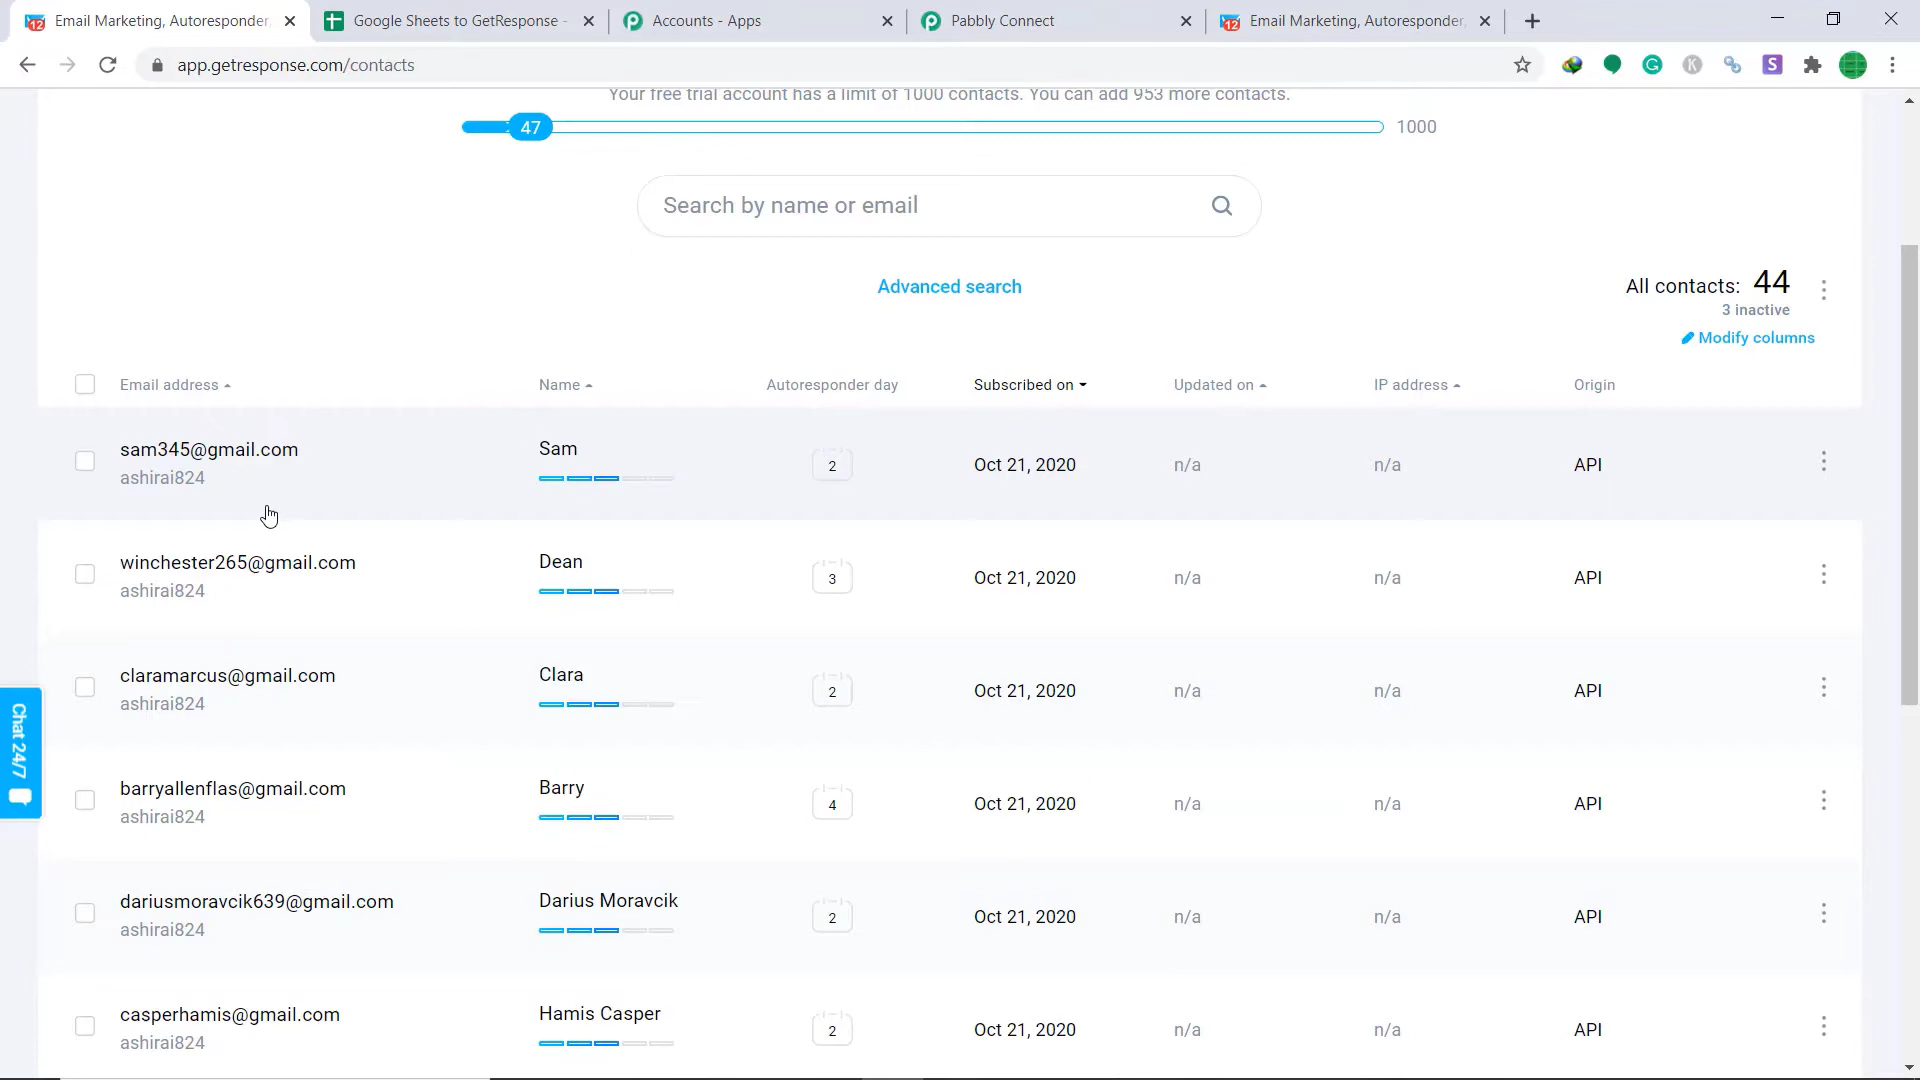 Email Marketing, Autoresponder,
Google Sheets to GetResponse -
Accounts - Apps
Pabbly Connect
Email Marketing, Autoresponder,
app.getresponse.com/contacts
Your free trial account has a limit of 1000 contacts. You can add 953 more contacts.
47
1000
Search by name or email
Advanced search
All contacts: 44
3 inactive
Modify columns
Email address
Name
Autoresponder day
Subscribed on
Updated on
IP address
Origin
sam345@gmail.com
ashirai824
Sam
2
Oct 21, 2020
n/a
n/a
API
winchester265@gmail.com
ashirai824
Dean
3
Oct 21, 2020
n/a
n/a
API
claramarcus@gmail.com
ashirai824
Clara
2
Oct 21, 2020
n/a
n/a
API
barryallenflas@gmail.com
ashirai824
Barry
4
Oct 21, 2020
n/a
n/a
API
dariusmoravcik639@gmail.com
ashirai824
Darius Moravcik
2
Oct 21, 2020
n/a
n/a
API
casperhamis@gmail.com
ashirai824
Hamis Casper
2
Oct 21, 2020
n/a
n/a
API
Chat 24/7